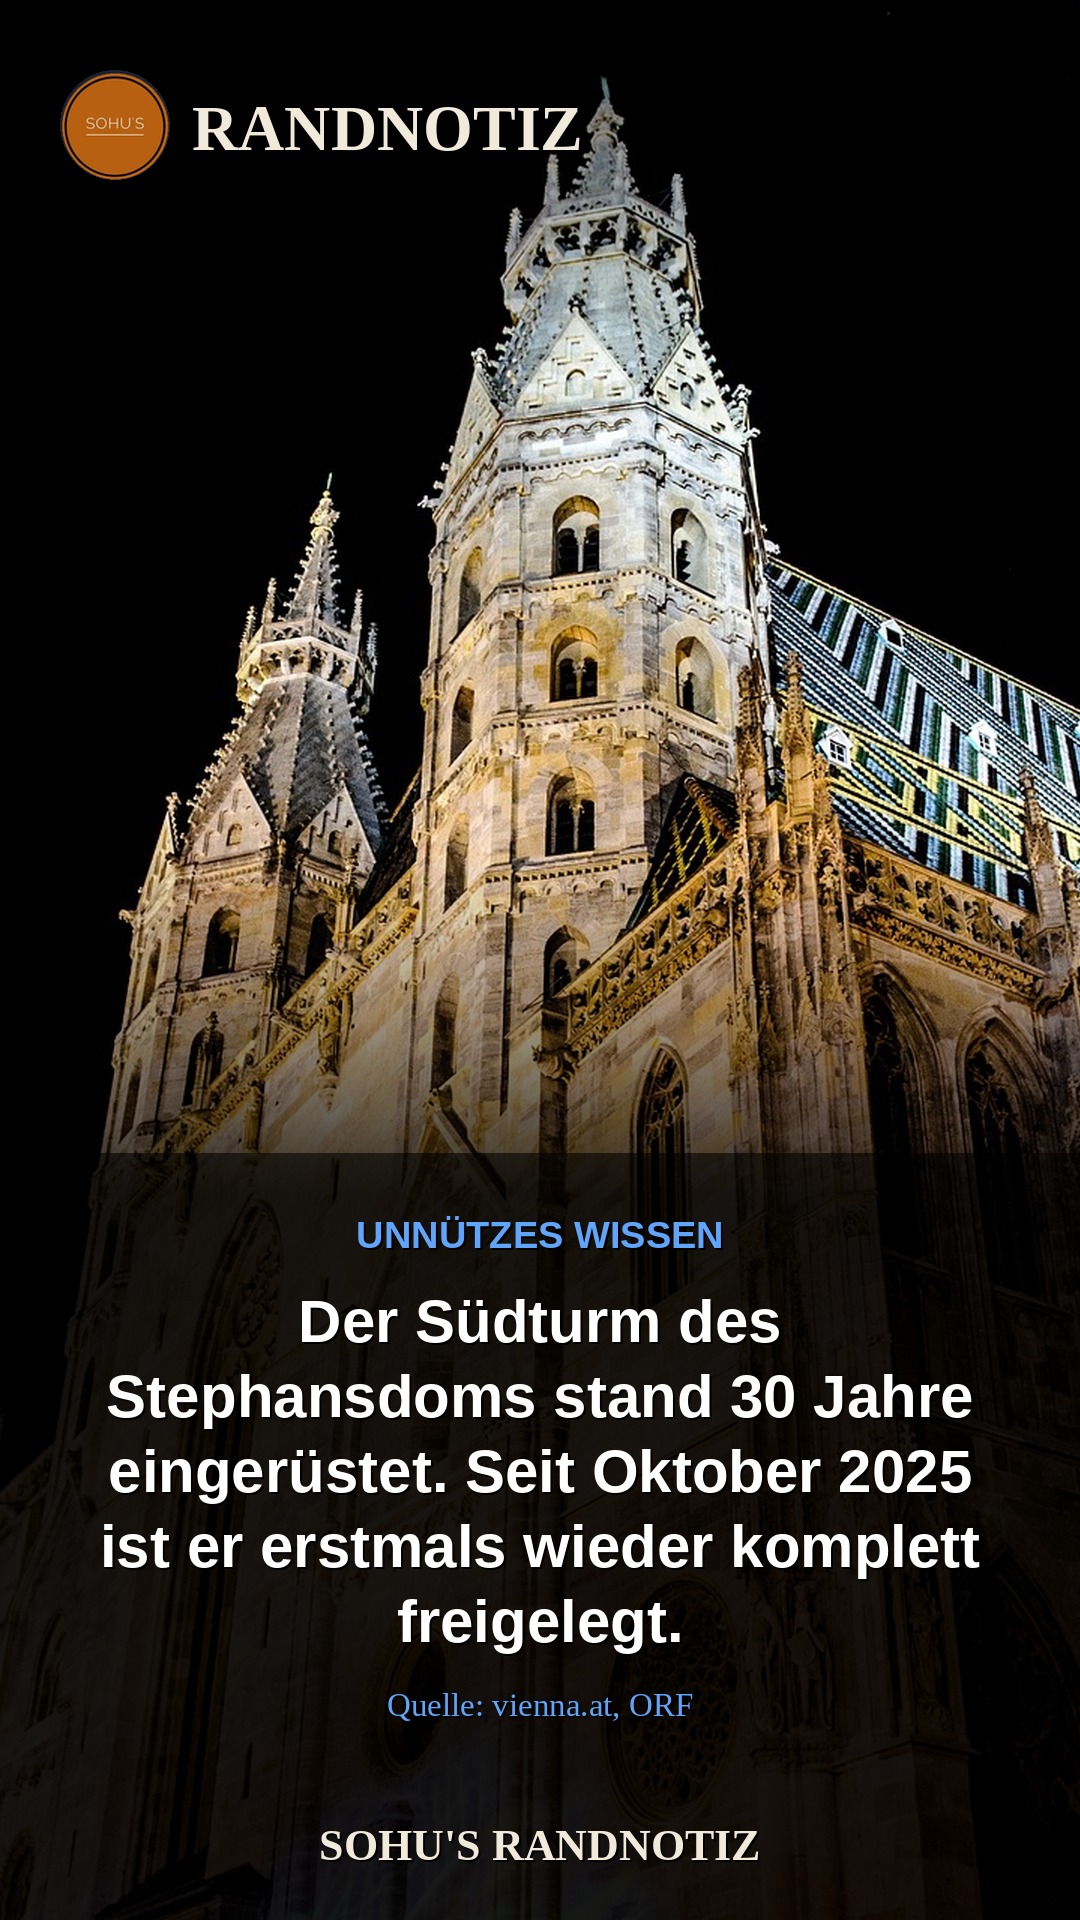 SOHU'S
RANDNOTIZ
UNNÜTZES WISSEN
Der Südturm des
Stephansdoms stand 30 Jahre
eingerüstet. Seit Oktober 2025
ist er erstmals wieder komplett
freigelegt.
Quelle: vienna.at, ORF
SOHU'S RANDNOTIZ